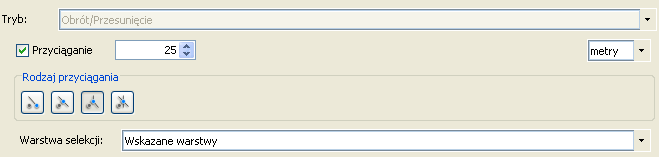 Tryb: Obrót/Przesunięcie
Przyciąganie 25 metry
Rodzaj przyciągania
Warstwa selekcji: Wskazane warstwy